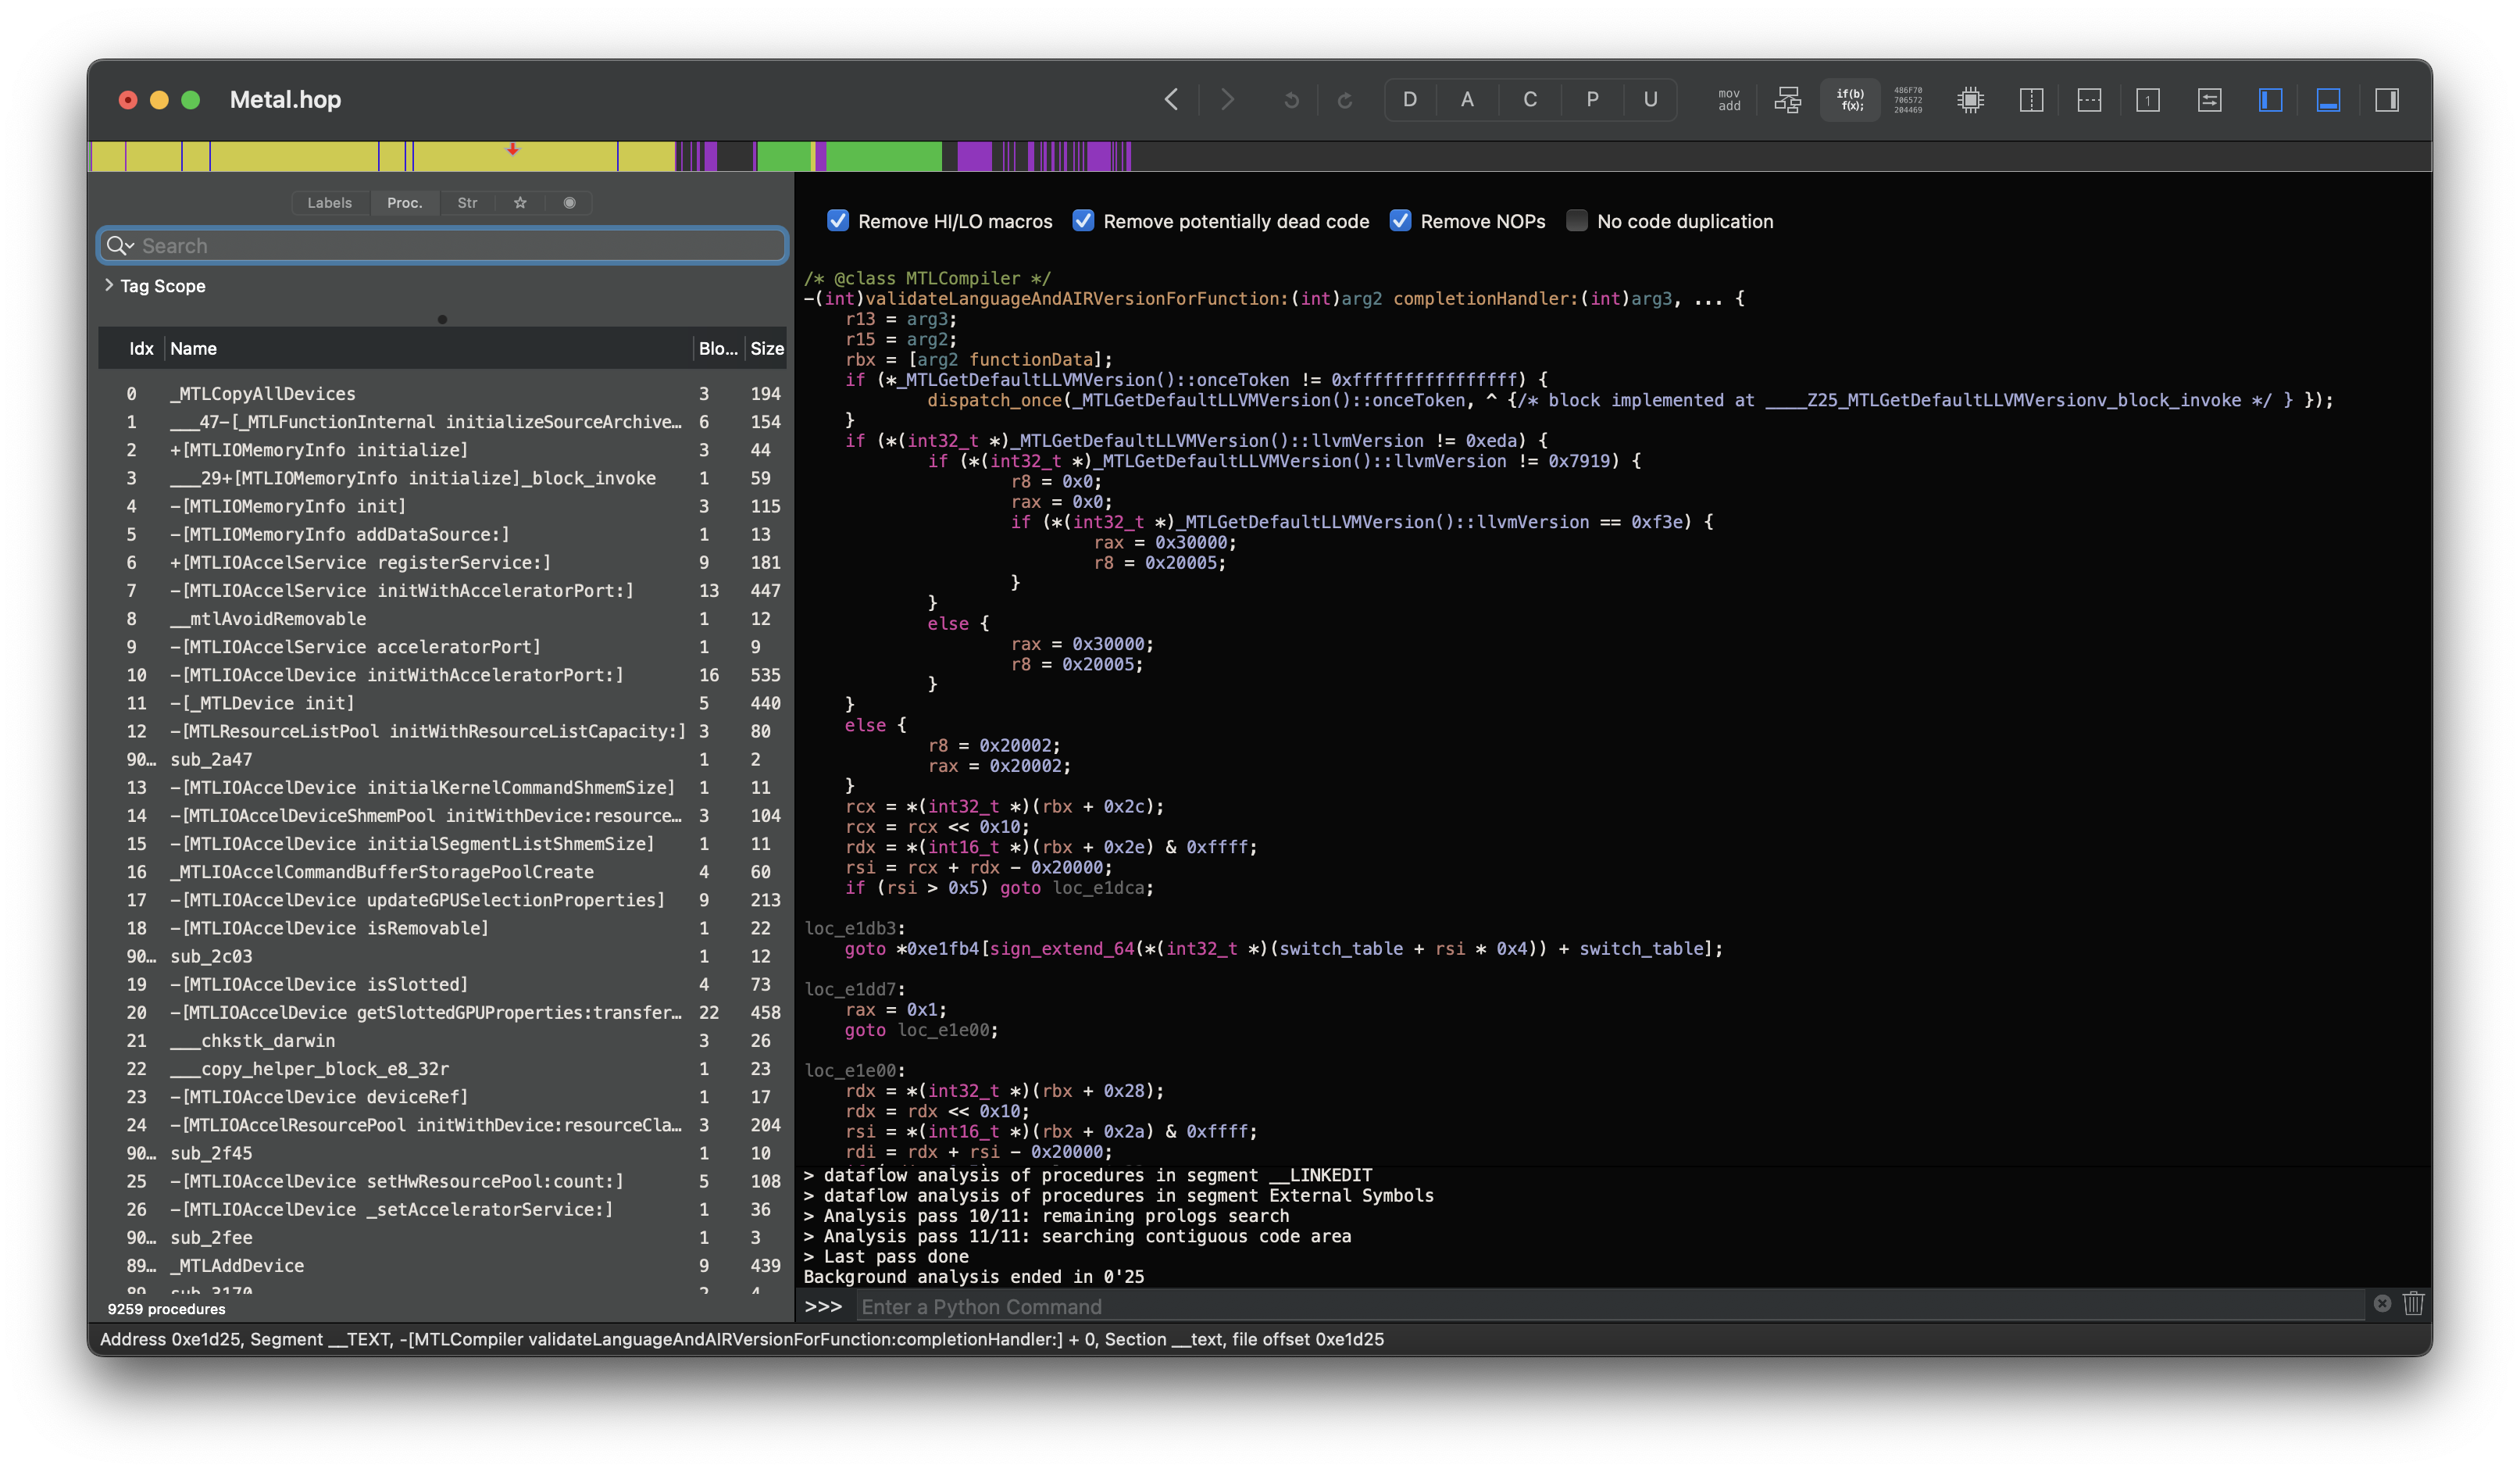 Metal.hop
D A C P U
mov
add
if(b)
f(x);
486F70
706572
204469
1
Labels Proc. Str
Search
Tag Scope
Idx Name Blo... Size
0 _MTLCopyAllDevices 3 194
1 ___47-[_MTLFunctionInternal initializeSourceArchive… 6 154
2 +[MTLIOMemoryInfo initialize] 3 44
3 ___29+[MTLIOMemoryInfo initialize]_block_invoke 1 59
4 -[MTLIOMemoryInfo init] 3 115
5 -[MTLIOMemoryInfo addDataSource:] 1 13
6 +[MTLIOAccelService registerService:] 9 181
7 -[MTLIOAccelService initWithAcceleratorPort:] 13 447
8 __mtlAvoidRemovable 1 12
9 -[MTLIOAccelService acceleratorPort] 1 9
10 -[MTLIOAccelDevice initWithAcceleratorPort:] 16 535
11 -[_MTLDevice init] 5 440
12 -[MTLResourceListPool initWithResourceListCapacity:] 3 80
90… sub_2a47 1 2
13 -[MTLIOAccelDevice initialKernelCommandShmemSize] 1 11
14 -[MTLIOAccelDeviceShmemPool initWithDevice:resource… 3 104
15 -[MTLIOAccelDevice initialSegmentListShmemSize] 1 11
16 _MTLIOAccelCommandBufferStoragePoolCreate 4 60
17 -[MTLIOAccelDevice updateGPUSelectionProperties] 9 213
18 -[MTLIOAccelDevice isRemovable] 1 22
90… sub_2c03 1 12
19 -[MTLIOAccelDevice isSlotted] 4 73
20 -[MTLIOAccelDevice getSlottedGPUProperties:transfer… 22 458
21 ___chkstk_darwin 3 26
22 ___copy_helper_block_e8_32r 1 23
23 -[MTLIOAccelDevice deviceRef] 1 17
24 -[MTLIOAccelResourcePool initWithDevice:resourceCla… 3 204
90… sub_2f45 1 10
25 -[MTLIOAccelDevice setHwResourcePool:count:] 5 108
26 -[MTLIOAccelDevice _setAcceleratorService:] 1 36
90… sub_2fee 1 3
89… _MTLAddDevice 9 439
89… sub_3170 2 4
9259 procedures
Remove HI/LO macros Remove potentially dead code Remove NOPs No code duplication
/* @class MTLCompiler */
-(int)validateLanguageAndAIRVersionForFunction:(int)arg2 completionHandler:(int)arg3, ... {
r13 = arg3;
r15 = arg2;
rbx = [arg2 functionData];
if (*_MTLGetDefaultLLVMVersion()::onceToken != 0xffffffffffffffff) {
dispatch_once(_MTLGetDefaultLLVMVersion()::onceToken, ^ {/* block implemented at ____Z25_MTLGetDefaultLLVMVersionv_block_invoke */ } });
}
if (*(int32_t *)_MTLGetDefaultLLVMVersion()::llvmVersion != 0xeda) {
if (*(int32_t *)_MTLGetDefaultLLVMVersion()::llvmVersion != 0x7919) {
r8 = 0x0;
rax = 0x0;
if (*(int32_t *)_MTLGetDefaultLLVMVersion()::llvmVersion == 0xf3e) {
rax = 0x30000;
r8 = 0x20005;
}
}
else {
rax = 0x30000;
r8 = 0x20005;
}
}
else {
r8 = 0x20002;
rax = 0x20002;
}
rcx = *(int32_t *)(rbx + 0x2c);
rcx = rcx << 0x10;
rdx = *(int16_t *)(rbx + 0x2e) & 0xffff;
rsi = rcx + rdx - 0x20000;
if (rsi > 0x5) goto loc_e1dca;
loc_e1db3:
goto *0xe1fb4[sign_extend_64(*(int32_t *)(switch_table + rsi * 0x4)) + switch_table];
loc_e1dd7:
rax = 0x1;
goto loc_e1e00;
loc_e1e00:
rdx = *(int32_t *)(rbx + 0x28);
rdx = rdx << 0x10;
rsi = *(int16_t *)(rbx + 0x2a) & 0xffff;
rdi = rdx + rsi - 0x20000;
> dataflow analysis of procedures in segment __LINKEDIT
> dataflow analysis of procedures in segment External Symbols
> Analysis pass 10/11: remaining prologs search
> Analysis pass 11/11: searching contiguous code area
> Last pass done
Background analysis ended in 0'25
>>> Enter a Python Command
Address 0xe1d25, Segment __TEXT, -[MTLCompiler validateLanguageAndAIRVersionForFunction:completionHandler:] + 0, Section __text, file offset 0xe1d25